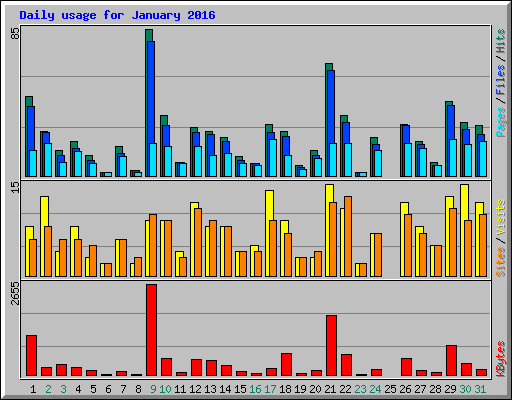 Daily usage for January 2016
85
Pages / Files / Hits
15
Sites / Visits
2655
KBytes
1 2 3 4 5 6 7 8 9 10 11 12 13 14 15 16 17 18 19 20 21 22 23 24 25 26 27 28 29 30 31